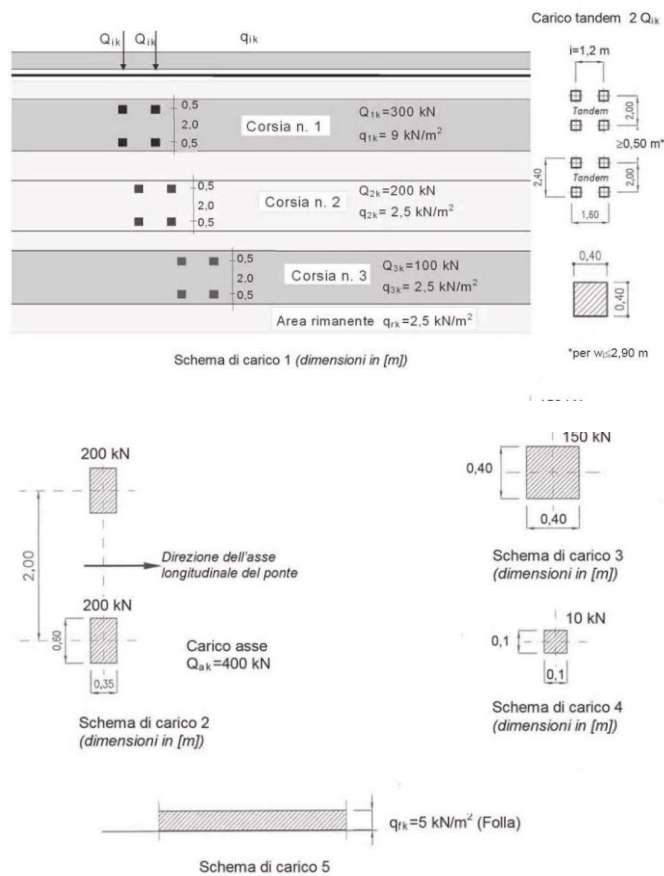 Carico tandem 2 Qik
Qik Qik qik
i=1,2 m
Tandem
2,00
≥0,50 m*
Tandem
2,00
2,40
1,60
0,5
2,0
0,5
Corsia n. 1
Q1k=300 kN
q1k= 9 kN/m²
0,5
2,0
0,5
Corsia n. 2
Q2k=200 kN
q2k= 2,5 kN/m²
0,5
2,0
0,5
Corsia n. 3
Q3k=100 kN
q3k= 2,5 kN/m²
0,40
0,40
Area rimanente qrk=2,5 kN/m²
Schema di carico 1 (dimensioni in [m])
*per wl≤2,90 m
200 kN
2,00
Direzione dell'asse
longitudinale del ponte
200 kN
0,60
0,35
Carico asse
Qak=400 kN
Schema di carico 2
(dimensioni in [m])
150 kN
0,40
0,40
Schema di carico 3
(dimensioni in [m])
10 kN
0,1
0,1
Schema di carico 4
(dimensioni in [m])
qfk=5 kN/m² (Folla)
Schema di carico 5